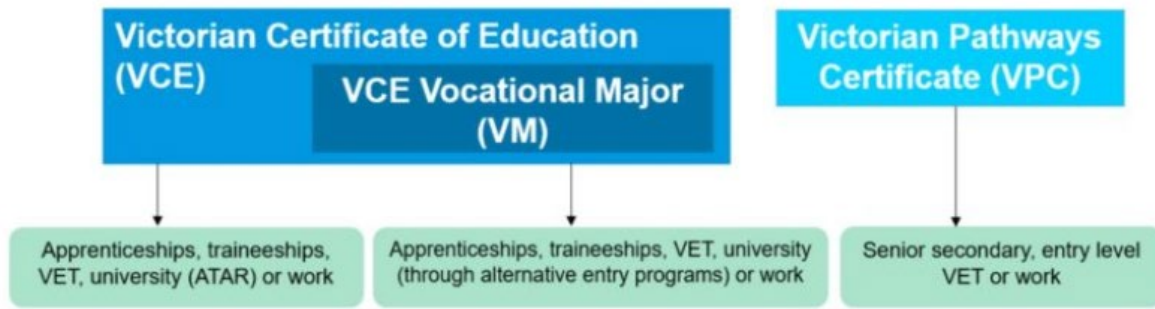 Victorian Certificate of Education
(VCE)
VCE Vocational Major
(VM)
Victorian Pathways
Certificate (VPC)
Apprenticeships, traineeships,
VET, university (ATAR) or work
Apprenticeships, traineeships, VET, university
(through alternative entry programs) or work
Senior secondary, entry level
VET or work